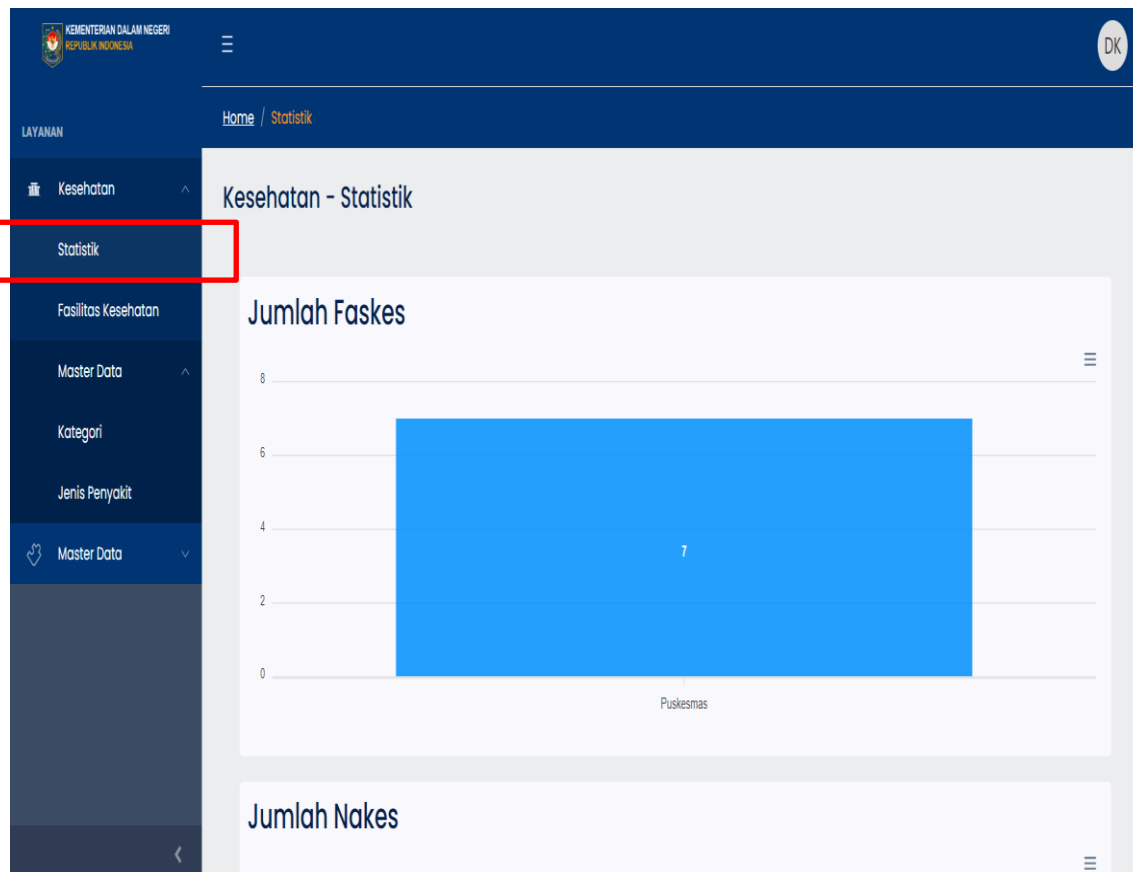 KEMENTERIAN DALAM NEGERI
REPUBLIK INDONESIA
DK
LAYANAN
Home / Statistik
Kesehatan
Statistik
Fasilitas Kesehatan
Master Data
Kategori
Jenis Penyakit
Master Data
Kesehatan - Statistik
Jumlah Faskes
8
6
4
2
0
7
Puskesmas
Jumlah Nakes